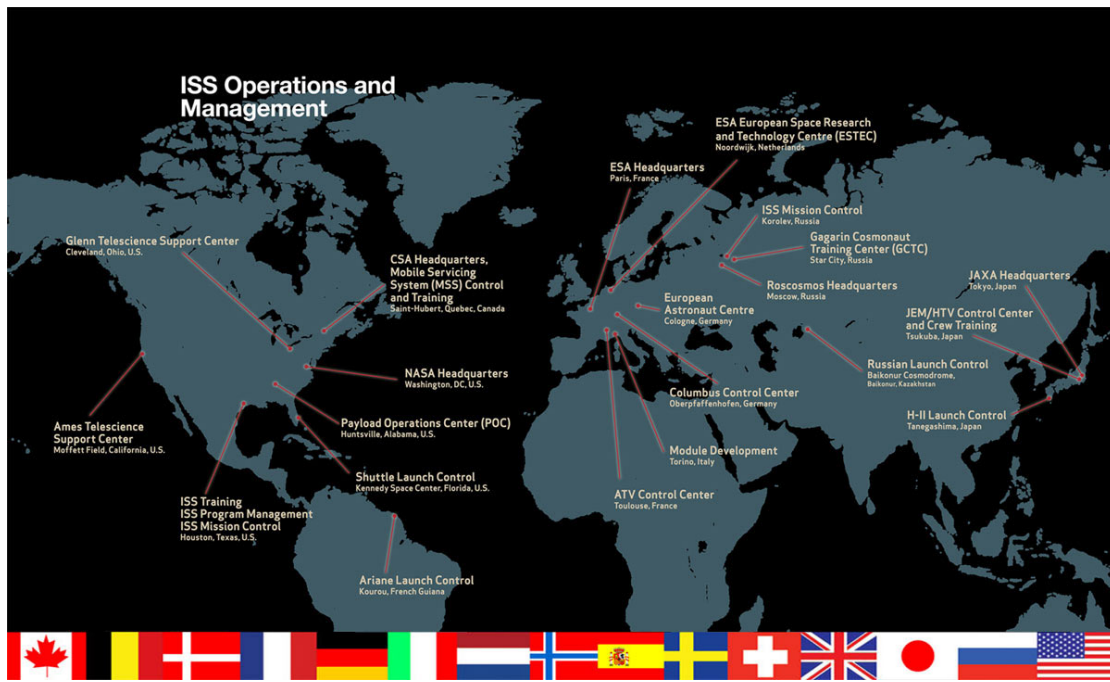 ISS Operations and
Management
ESA European Space Research
and Technology Centre (ESTEC)
Noordwijk, Netherlands
ESA Headquarters
Paris, France
ISS Mission Control
Korolev, Russia
Gagarin Cosmonaut
Training Center (GCTC)
Star City, Russia
Glenn Telescience Support Center
Cleveland, Ohio, U.S.
CSA Headquarters,
Mobile Servicing
System (MSS) Control
and Training
Saint-Hubert, Quebec, Canada
JAXA Headquarters
Tokyo, Japan
Roscosmos Headquarters
Moscow, Russia
European
Astronaut Centre
Cologne, Germany
JEM/HTV Control Center
and Crew Training
Tsukuba, Japan
Russian Launch Control
Baikonur Cosmodrome,
Baikonur, Kazakhstan
NASA Headquarters
Washington, DC, U.S.
Columbus Control Center
Oberpfaffenhofen, Germany
H-II Launch Control
Tanegashima, Japan
Ames Telescience
Support Center
Moffett Field, California, U.S.
Payload Operations Center (POC)
Huntsville, Alabama, U.S.
Module Development
Torino, Italy
Shuttle Launch Control
Kennedy Space Center, Florida, U.S.
ATV Control Center
Toulouse, France
ISS Training
ISS Program Management
ISS Mission Control
Houston, Texas, U.S.
Ariane Launch Control
Kourou, French Guiana